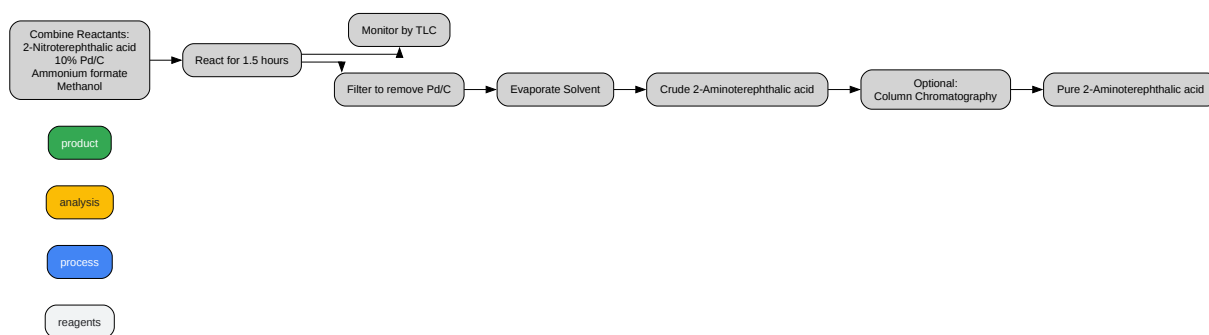 Combine Reactants:
2-Nitroterephthalic acid
10% Pd/C
Ammonium formate
Methanol
React for 1.5 hours
Monitor by TLC
Filter to remove Pd/C
Evaporate Solvent
Crude 2-Aminoterephthalic acid
Optional:
Column Chromatography
Pure 2-Aminoterephthalic acid
product
analysis
process
reagents